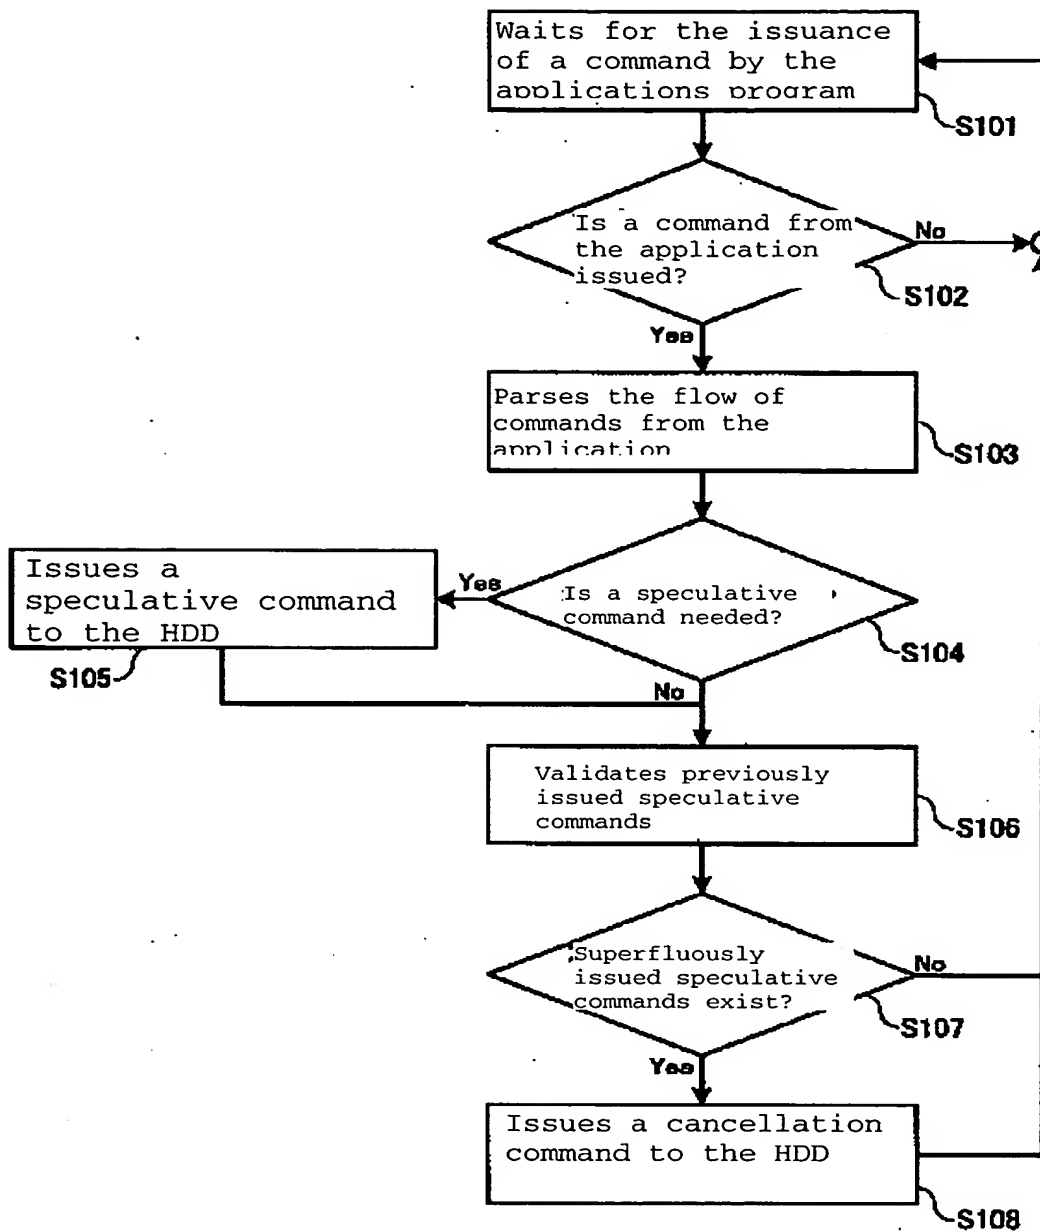 Waits for the issuance
of a command by the
applications program
S101
Is a command from
the application
issued?
No
S102
Yes
Parses the flow of
commands from the
application
S103
Issues a
speculative command
to the HDD
Yes
Is a speculative
command needed?
S105
S104
No
Validates previously
issued speculative
commands
S106
Superfluously
issued speculative
commands exist?
No
S107
Yes
Issues a cancellation
command to the HDD
S108